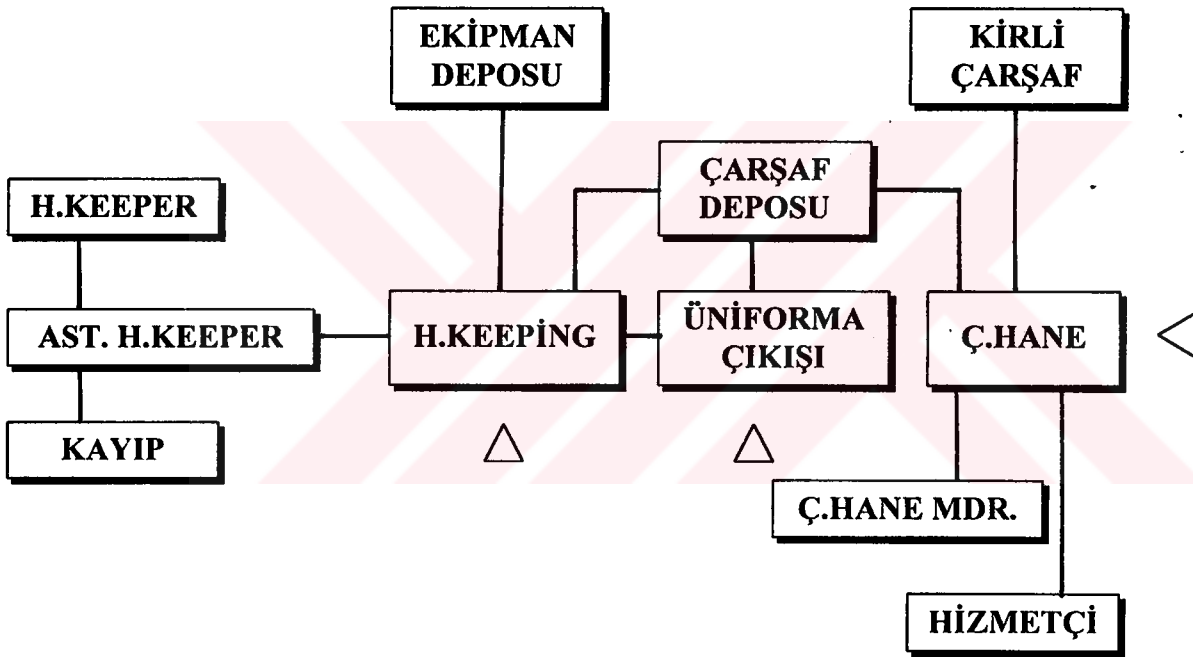 EKİPMAN
DEPOSU
KİRLİ
ÇARŞAF
ÇARŞAF
DEPOSU
H.KEEPER
AST. H.KEEPER
H.KEEPİNG
ÜNİFORMA
ÇIKIŞI
Ç.HANE
KAYIP
Ç.HANE MDR.
HİZMETÇİ